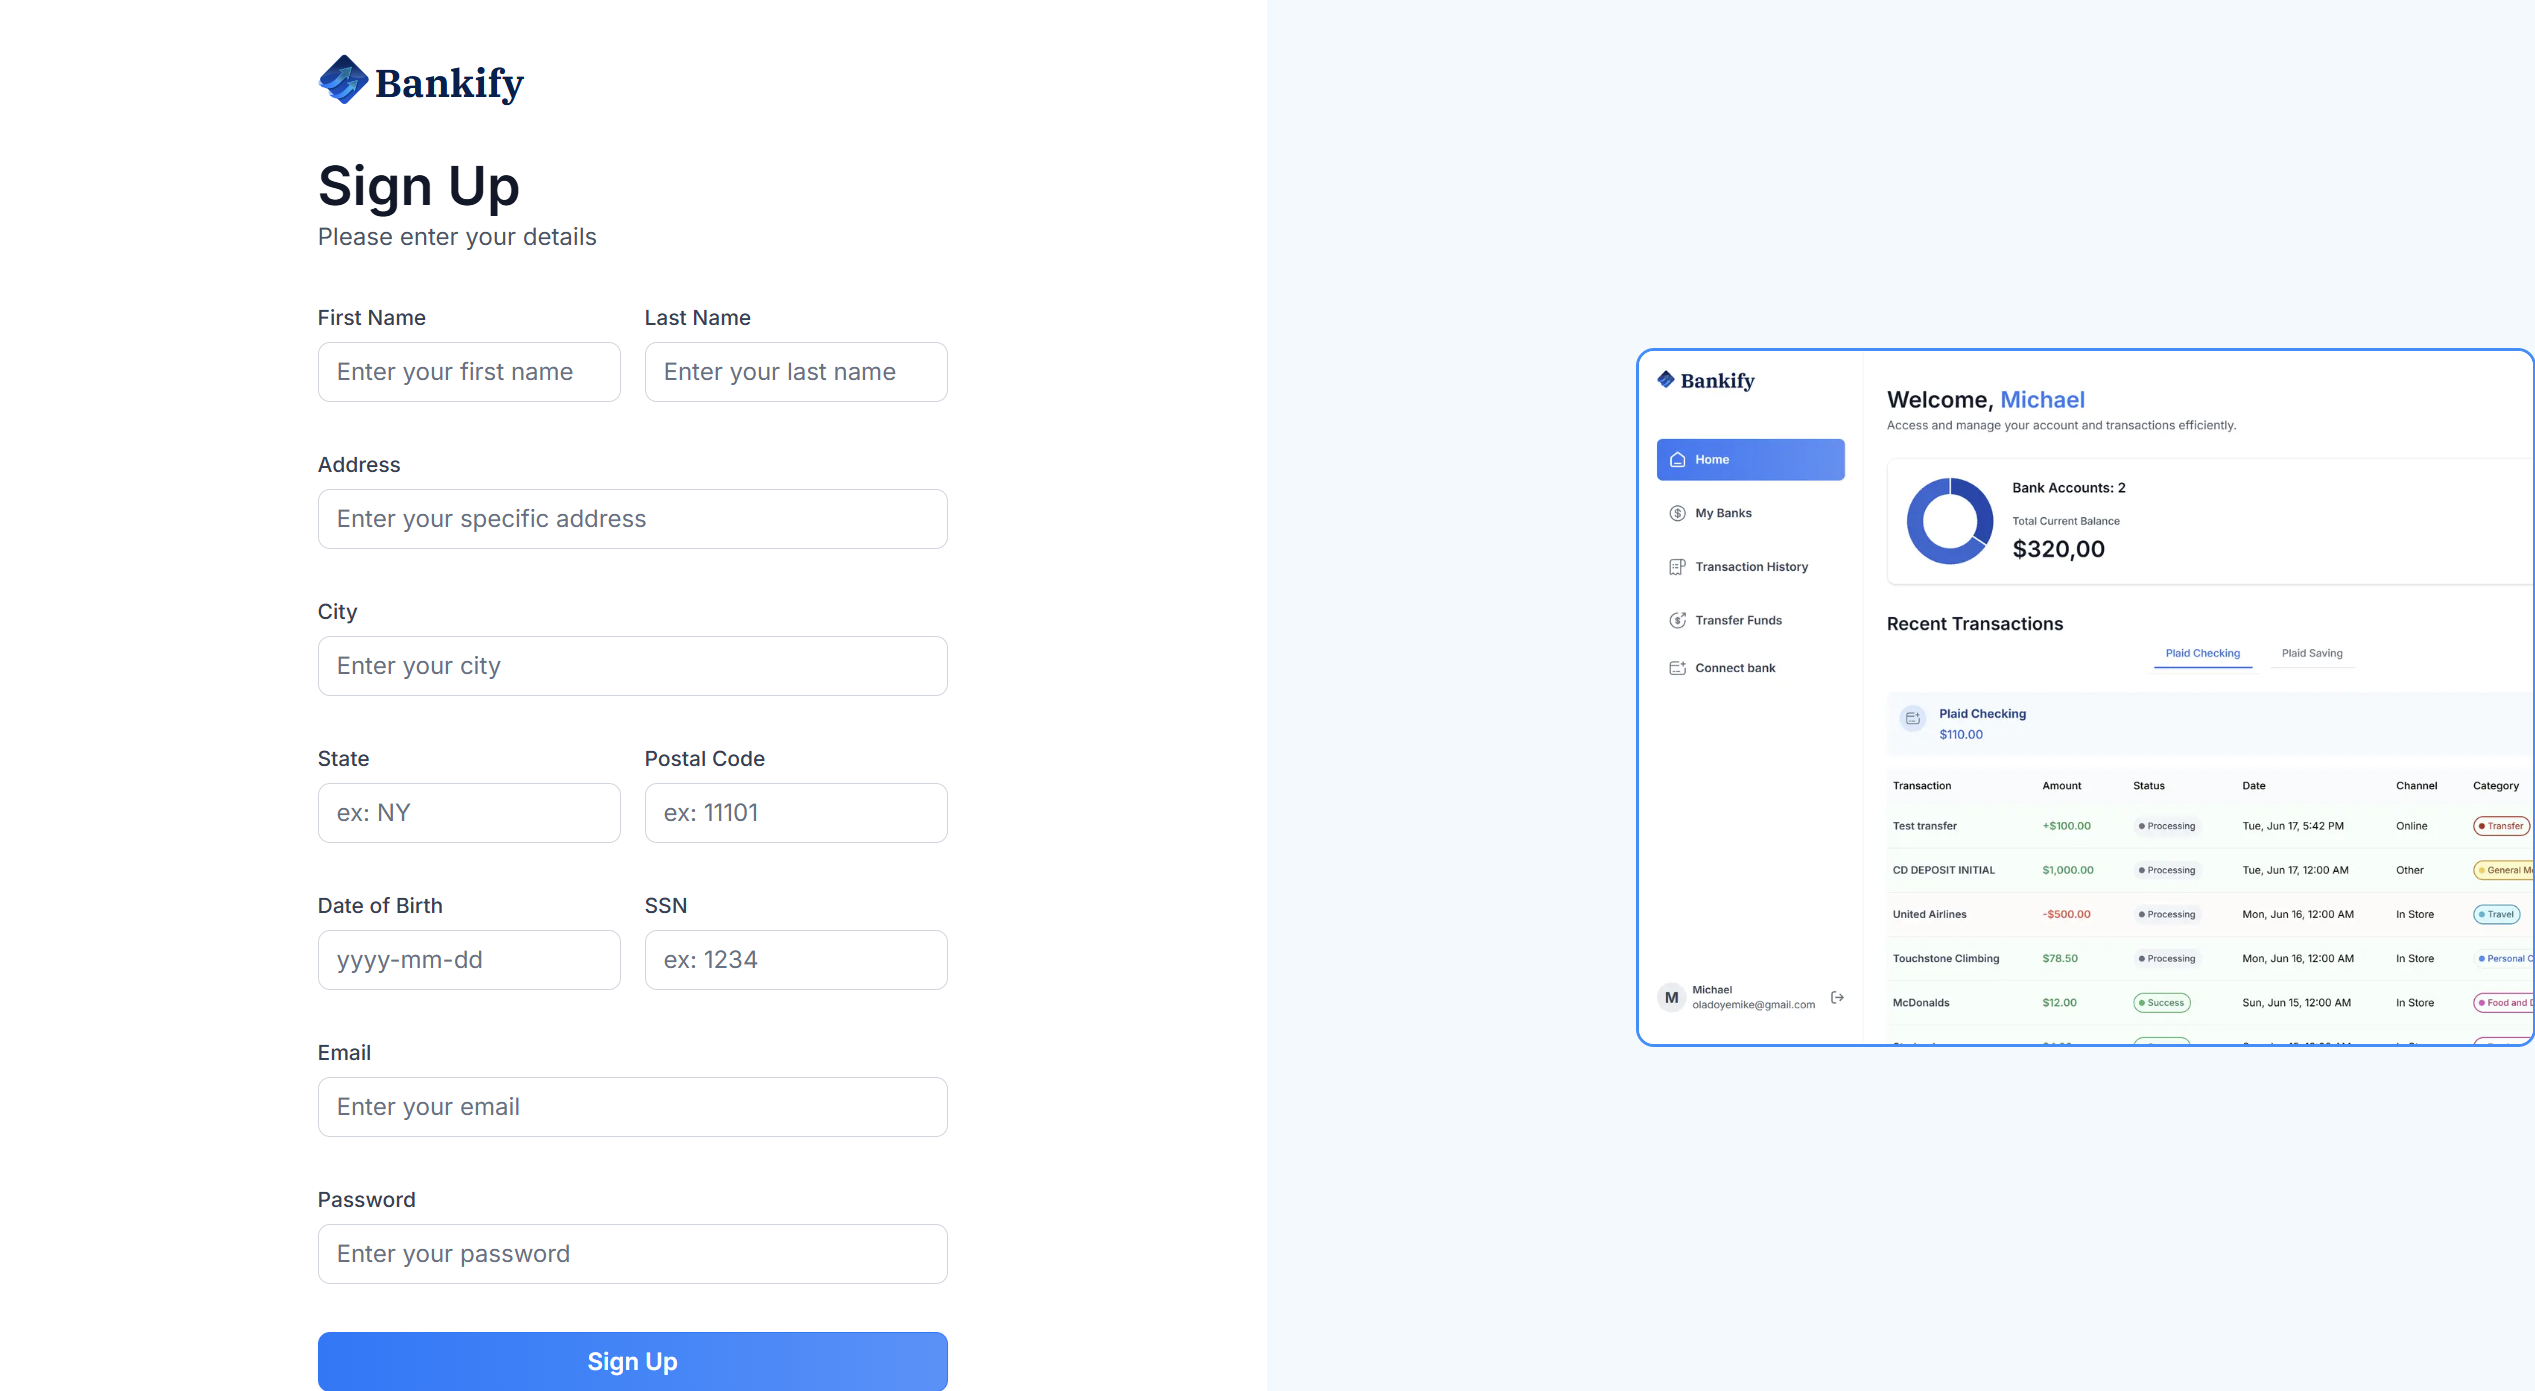 Bankify
Sign Up
Please enter your details
First Name
Last Name
Enter your first name
Enter your last name
Address
Enter your specific address
City
Enter your city
State
Postal Code
ex: NY
ex: 11101
Date of Birth
SSN
yyyy-mm-dd
ex: 1234
Email
Enter your email
Password
Enter your password
Sign Up
Bankify
Home
My Banks
Transaction History
Transfer Funds
Connect bank
M
Michael
oladoyemike@gmail.com
Welcome, Michael
Access and manage your account and transactions efficiently.
Bank Accounts: 2
Total Current Balance
$320,00
Recent Transactions
Plaid Checking
Plaid Saving
Plaid Checking
$110.00
Transaction Amount Status Date Channel Category
Test transfer +$100.00 Processing Tue, Jun 17, 5:42 PM Online Transfer
CD DEPOSIT INITIAL $1,000.00 Processing Tue, Jun 17, 12:00 AM Other General
United Airlines -$500.00 Processing Mon, Jun 16, 12:00 AM In Store Travel
Touchstone Climbing $78.50 Processing Mon, Jun 16, 12:00 AM In Store Personal
McDonalds $12.00 Success Sun, Jun 15, 12:00 AM In Store Food and